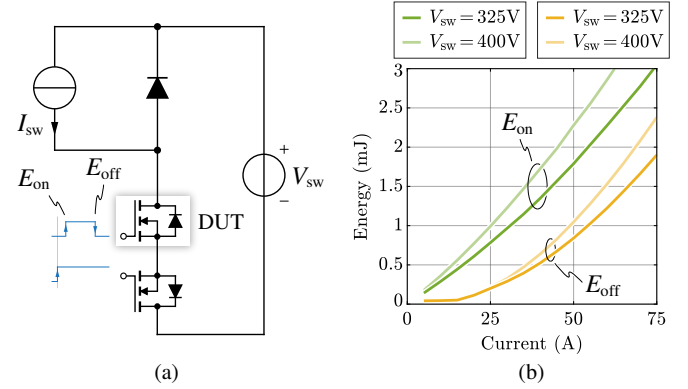 (a)
I_sw
E_on
E_off
DUT
+
V_sw
−
V_sw = 325V
V_sw = 400V
V_sw = 325V
V_sw = 400V
Energy (mJ)
3
2.5
2
1.5
1
0.5
0
E_on
E_off
25
50
75
Current (A)
(a)
(b)